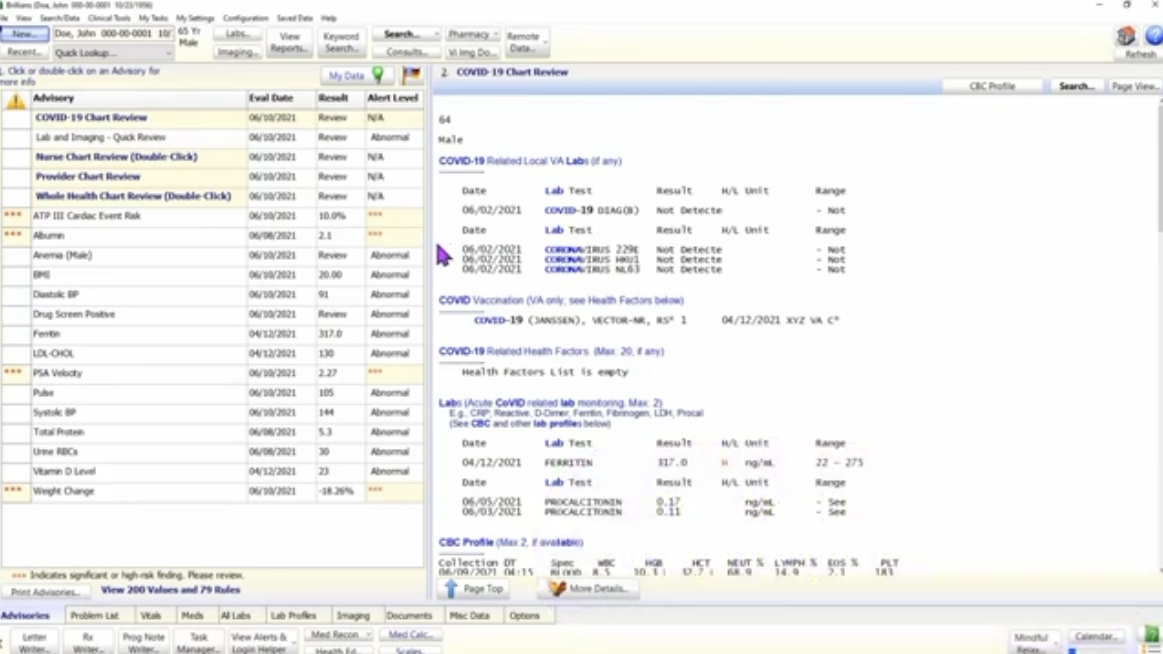 Brillians (Doe, John 000-00-0001 10/23/1956)
File View Search/Data Clinical Tools My Tasks My Settings Configuration Saved Data Help
New... Doe, John 000-00-0001 10/ 65 Yr Male Labs... View Reports... Keyword Search... Search... Pharmacy Remote Data...
Recent... Quick Lookup... Imaging... Consults... Vi Img Do... Refresh
1. Click or double-click on an Advisory for more info My Data
2. COVID-19 Chart Review
CBC Profile Search... Page View...
Advisory Eval Date Result Alert Level
COVID-19 Chart Review 06/10/2021 Review N/A
Lab and Imaging - Quick Review 06/10/2021 Review Abnormal
Nurse Chart Review (Double-Click) 06/10/2021 Review N/A
Provider Chart Review 06/10/2021 Review N/A
Whole Health Chart Review (Double-Click) 06/10/2021 Review N/A
*** ATP III Cardiac Event Risk 06/10/2021 10.0% ***
*** Albumin 06/08/2021 2.1 ***
Anemia (Male) 06/10/2021 Review Abnormal
BMI 06/10/2021 20.00 Abnormal
Diastolic BP 06/10/2021 91 Abnormal
Drug Screen Positive 06/10/2021 Review Abnormal
Ferritin 04/12/2021 317.0 Abnormal
LDL-CHOL 04/12/2021 130 Abnormal
*** PSA Velocity 06/10/2021 2.27 ***
Pulse 06/10/2021 105 Abnormal
Systolic BP 06/10/2021 144 Abnormal
Total Protein 06/08/2021 5.3 Abnormal
Urine RBCs 06/08/2021 30 Abnormal
Vitamin D Level 04/12/2021 23 Abnormal
*** Weight Change 06/10/2021 -18.26% ***
*** Indicates significant or high-risk finding. Please review.
Print Advisories... View 200 Values and 79 Rules
64
Male
COVID-19 Related Local VA Labs (if any)
Date Lab Test Result H/L Unit Range
06/02/2021 COVID-19 DIAG(B) Not Detecte - Not
Date Lab Test Result H/L Unit Range
06/02/2021 CORONAVIRUS 229E Not Detecte - Not
06/02/2021 CORONAVIRUS HKU1 Not Detecte - Not
06/02/2021 CORONAVIRUS NL63 Not Detecte - Not
COVID Vaccination (VA only; see Health Factors below)
COVID-19 (JANSSEN), VECTOR-NR, RS* 1 04/12/2021 XYZ VA C*
COVID-19 Related Health Factors. (Max: 20, if any)
Health Factors List is empty
Labs (Acute CoVID related lab monitoring. Max: 2)
E.g., CRP; Reactive, D-Dimer, Ferritin, Fibrinogen, LDH, Procal
(See CBC and other lab profiles below)
Date Lab Test Result H/L Unit Range
04/12/2021 FERRITIN 317.0 H ng/mL 22 - 275
Date Lab Test Result H/L Unit Range
06/05/2021 PROCALCITONIN 0.17 ng/mL - See
06/03/2021 PROCALCITONIN 0.11 ng/mL - See
CBC Profile (Max 2, if available)
Collection DT Spec WBC HGB HCT NEUT % LYMPH % EOS % PLT
06/09/2021 04:15 BLOOD 8.5 10.3 L 32.7 L 68.9 14.9 2.1 183
Page Top More Details...
Advisories Problem List Vitals Meds All Labs Lab Profiles Imaging Documents Misc Data Options
Letter Writer... Rx Writer... Prog Note Writer... Task Manager... View Alerts & Login Helper Med Recon Med Calc... Mindful Relax... Calendar...
Health Ed... Scales...